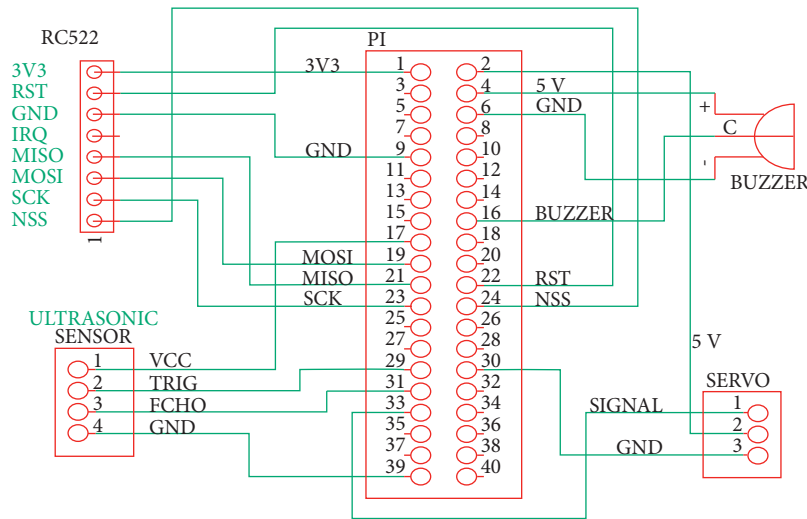 RC522
3V3
RST
GND
IRQ
MISO
MOSI
SCK
NSS
1
PI
3V3
GND
MOSI
MISO
SCK
1 2
3 4
5 6
7 8
9 10
11 12
13 14
15 16
17 18
19 20
21 22
23 24
25 26
27 28
29 30
31 32
33 34
35 36
37 38
39 40
5 V
GND
BUZZER
RST
NSS
+
C
-
BUZZER
ULTRASONIC
SENSOR
1 VCC
2 TRIG
3 FCHO
4 GND
5 V
SERVO
SIGNAL 1
2
GND 3